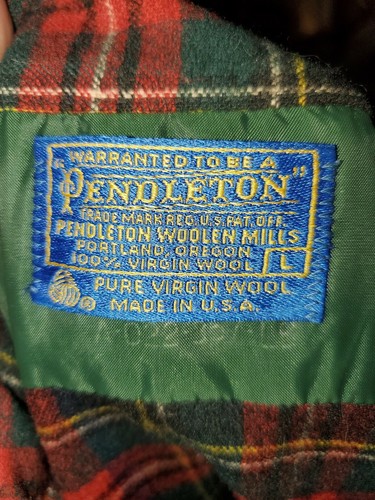 WARRANTED TO BE A
"PENDLETON"
TRADE MARK REG. U.S. PAT. OFF.
PENDLETON WOOLEN MILLS
PORTLAND, OREGON
100% VIRGIN WOOL L
PURE VIRGIN WOOL
® MADE IN U.S.A.